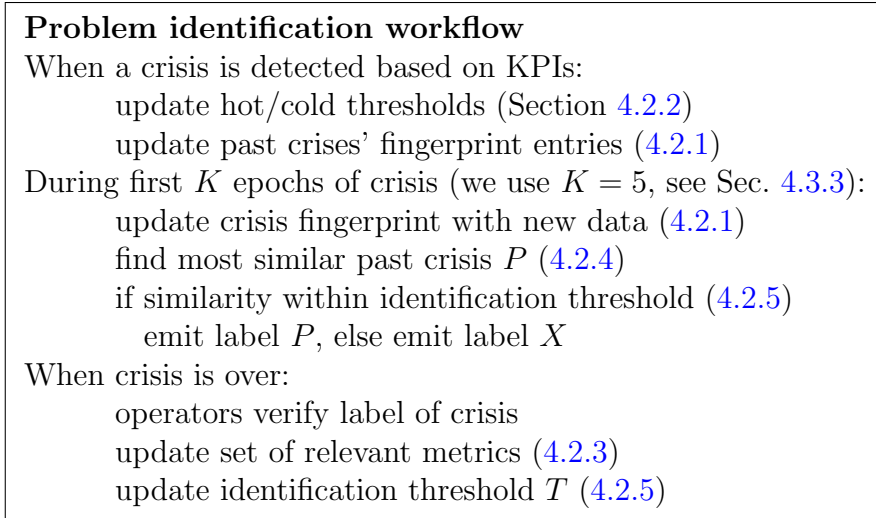 Problem identification workflow
When a crisis is detected based on KPIs:
update hot/cold thresholds (Section 4.2.2)
update past crises' fingerprint entries (4.2.1)
During first K epochs of crisis (we use K = 5, see Sec. 4.3.3):
update crisis fingerprint with new data (4.2.1)
find most similar past crisis P (4.2.4)
if similarity within identification threshold (4.2.5)
emit label P, else emit label X
When crisis is over:
operators verify label of crisis
update set of relevant metrics (4.2.3)
update identification threshold T (4.2.5)